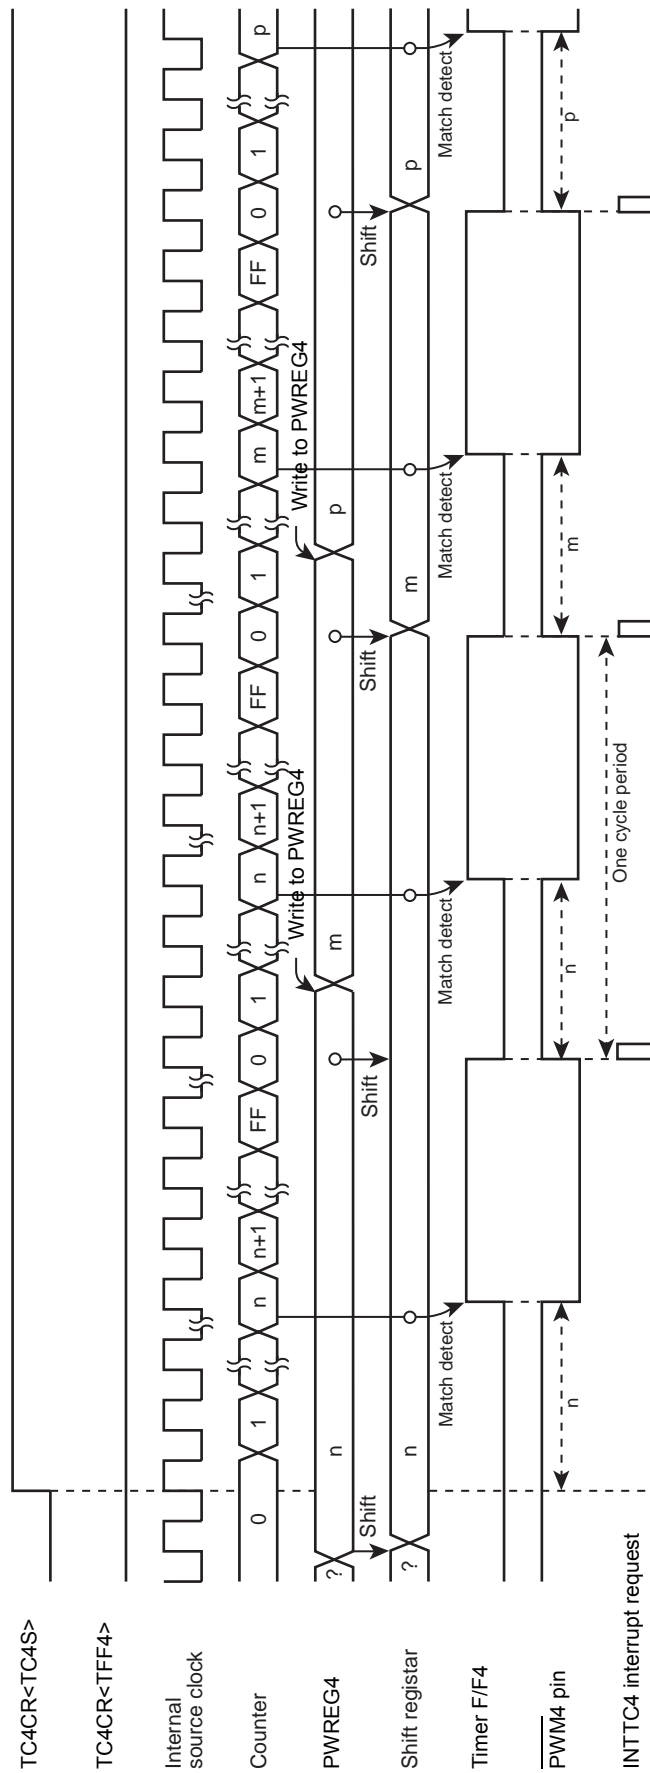 TC4CR<TC4S>
TC4CR<TFF4>
Internal
source clock
Counter 0 1 n n+1 FF 0 1 n n+1 FF 0 1 m m+1 FF 0 1 p
Write to PWREG4 Write to PWREG4
PWREG4 ? n m p
Shift Shift Shift Shift
Shift registar ? n m p
Match detect Match detect Match detect Match detect
Timer F/F4
PWM4 pin n n m p
One cycle period
INTTC4 interrupt request